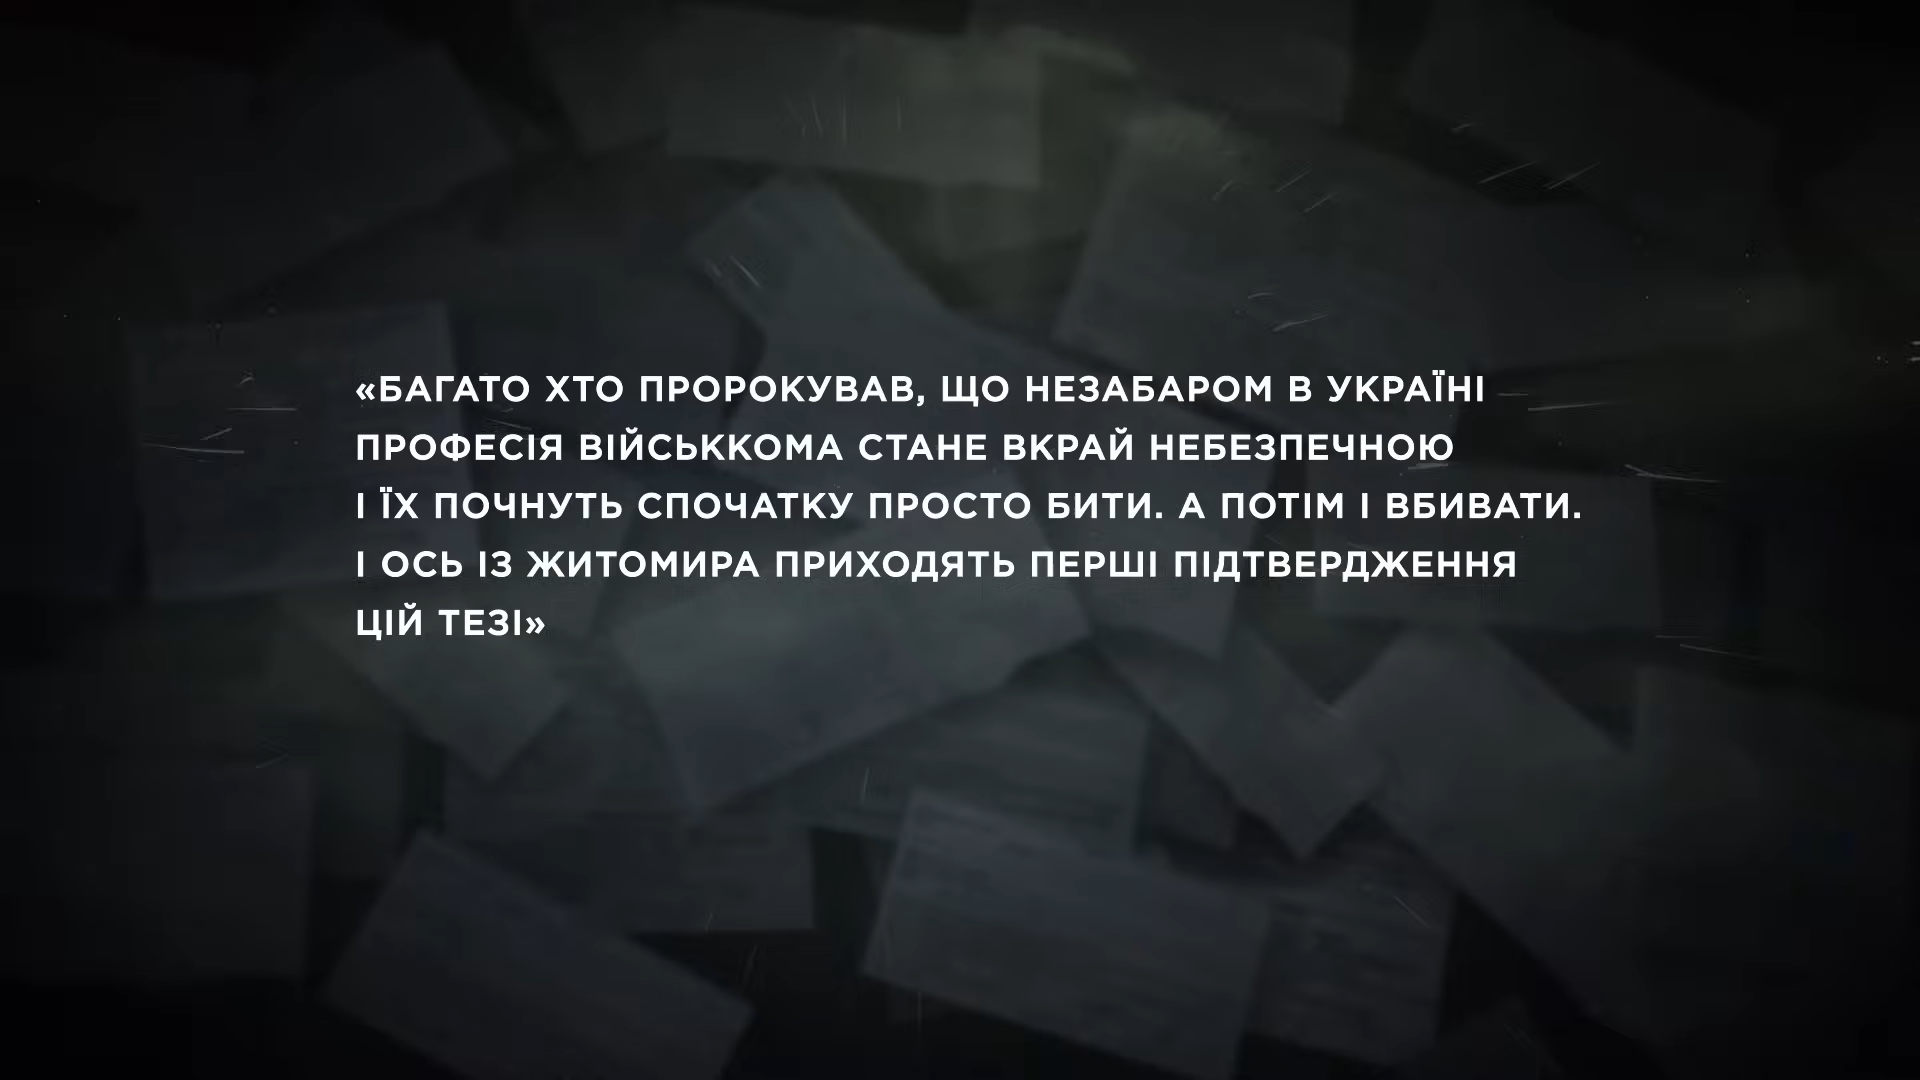 «БАГАТО ХТО ПРОРОКУВАВ, ЩО НЕЗАБАРОМ В УКРАЇНІ
ПРОФЕСІЯ ВІЙСЬККОМА СТАНЕ ВКРАЙ НЕБЕЗПЕЧНОЮ
І ЇХ ПОЧНУТЬ СПОЧАТКУ ПРОСТО БИТИ. А ПОТІМ І ВБИВАТИ.
І ОСЬ ІЗ ЖИТОМИРА ПРИХОДЯТЬ ПЕРШІ ПІДТВЕРДЖЕННЯ
ЦІЙ ТЕЗІ»